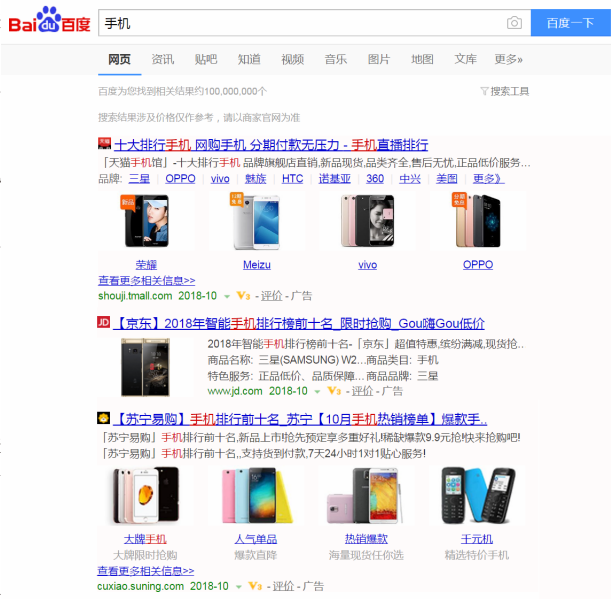 Bai du 百度 手机 百度一下
网页 资讯 贴吧 知道 视频 音乐 图片 地图 文库 更多»
百度为您找到相关结果约100,000,000个 搜索工具
搜索结果涉及价格仅作参考，请以商家官网为准
天猫 十大排行手机 网购手机 分期付款无压力 - 手机直播排行
「天猫手机馆」-十大排行手机 品牌旗舰店直销,新品现货,品类齐全,售后无忧,正品低价服务...
品牌: 三星 OPPO vivo 魅族 HTC 诺基亚 360 中兴 美图 更多》
新品
荣耀 Meizu vivo OPPO
查看更多相关信息>>
shouji.tmall.com 2018-10 V3 - 评价 - 广告
JD 【京东】2018年智能手机排行榜前十名_限时抢购_Gou嗨Gou低价
2018年智能手机排行榜前十名-「京东」超值特惠,缤纷满减,现货抢...
商品名称: 三星(SAMSUNG) W2... 商品类目: 手机
特色服务: 正品低价、品质保障... 商品品牌: 三星
www.jd.com 2018-10 V3 - 评价 - 广告
【苏宁易购】手机排行前十名_苏宁【10月手机热销榜单】爆款手..
「苏宁易购」手机排行前十名,新品上市!抢先预定享多重好礼!稀缺爆款9.9元抢!快来抢购吧!
「苏宁易购」手机排行前十名,,支持货到付款,7天24小时1对1贴心服务!
大牌手机 人气单品 热销爆款 千元机
大牌限时抢购 爆款直降 海量现货任你选 精选特价手机
查看更多相关信息>>
cuxiao.suning.com 2018-10 V3 - 评价 - 广告